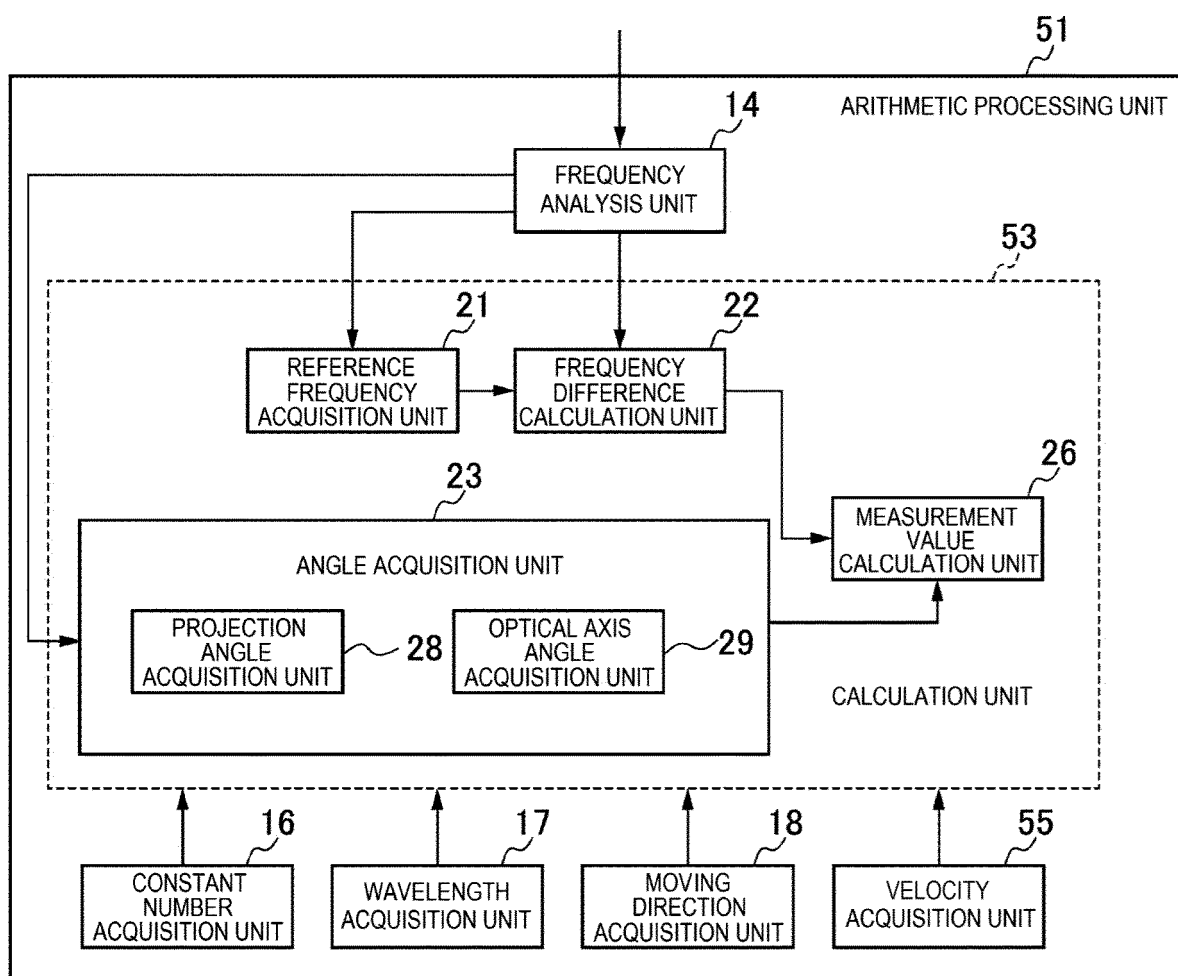 51
ARITHMETIC PROCESSING UNIT
14
FREQUENCY
ANALYSIS UNIT
53
21
REFERENCE
FREQUENCY
ACQUISITION UNIT
22
FREQUENCY
DIFFERENCE
CALCULATION UNIT
26
MEASUREMENT
VALUE
CALCULATION UNIT
23
ANGLE ACQUISITION UNIT
PROJECTION
ANGLE
ACQUISITION UNIT
28
OPTICAL AXIS
ANGLE
ACQUISITION UNIT
29
CALCULATION UNIT
16
CONSTANT
NUMBER
ACQUISITION UNIT
17
WAVELENGTH
ACQUISITION UNIT
18
MOVING
DIRECTION
ACQUISITION UNIT
55
VELOCITY
ACQUISITION UNIT